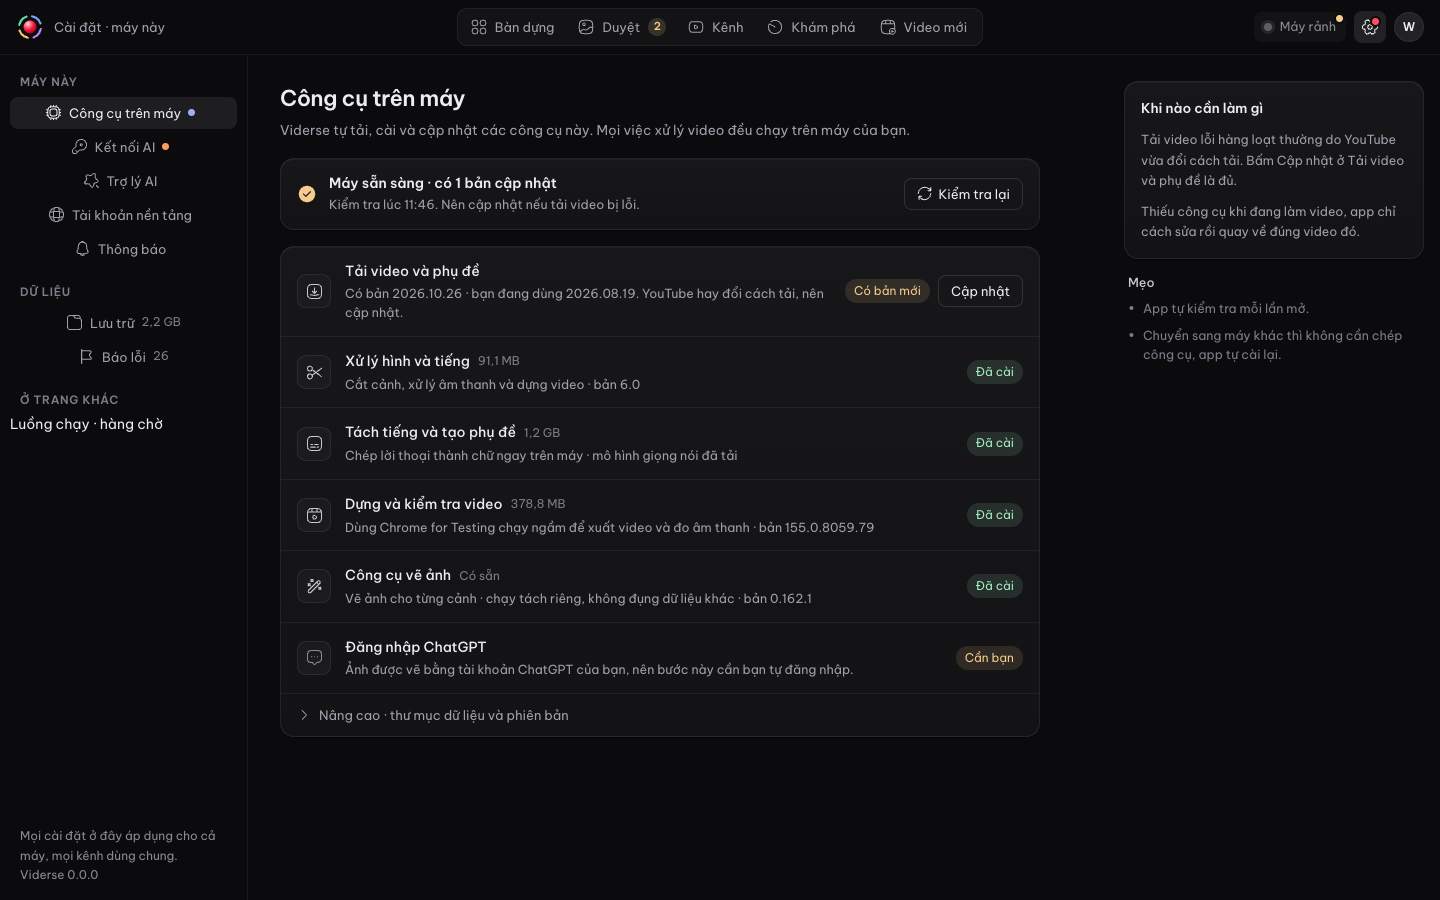 Cài đặt · máy này
Bàn dựng
Duyệt 2
Kênh
Khám phá
Video mới
Máy rảnh
W
MÁY NÀY
Công cụ trên máy
Kết nối AI
Trợ lý AI
Tài khoản nền tảng
Thông báo
DỮ LIỆU
Lưu trữ 2,2 GB
Báo lỗi 26
Ở TRANG KHÁC
Luồng chạy · hàng chờ
Mọi cài đặt ở đây áp dụng cho cả
máy, mọi kênh dùng chung.
Viderse 0.0.0
Công cụ trên máy
Viderse tự tải, cài và cập nhật các công cụ này. Mọi việc xử lý video đều chạy trên máy của bạn.
Máy sẵn sàng · có 1 bản cập nhật
Kiểm tra lúc 11:46. Nên cập nhật nếu tải video bị lỗi.
Kiểm tra lại
Tải video và phụ đề
Có bản 2026.10.26 · bạn đang dùng 2026.08.19. YouTube hay đổi cách tải, nên
cập nhật.
Có bản mới
Cập nhật
Xử lý hình và tiếng 91,1 MB
Cắt cảnh, xử lý âm thanh và dựng video · bản 6.0
Đã cài
Tách tiếng và tạo phụ đề 1,2 GB
Chép lời thoại thành chữ ngay trên máy · mô hình giọng nói đã tải
Đã cài
Dựng và kiểm tra video 378,8 MB
Dùng Chrome for Testing chạy ngầm để xuất video và đo âm thanh · bản 155.0.8059.79
Đã cài
Công cụ vẽ ảnh Có sẵn
Vẽ ảnh cho từng cảnh · chạy tách riêng, không đụng dữ liệu khác · bản 0.162.1
Đã cài
Đăng nhập ChatGPT
Ảnh được vẽ bằng tài khoản ChatGPT của bạn, nên bước này cần bạn tự đăng nhập.
Cần bạn
Nâng cao · thư mục dữ liệu và phiên bản
Khi nào cần làm gì
Tải video lỗi hàng loạt thường do YouTube
vừa đổi cách tải. Bấm Cập nhật ở Tải video
và phụ đề là đủ.
Thiếu công cụ khi đang làm video, app chỉ
cách sửa rồi quay về đúng video đó.
Mẹo
• App tự kiểm tra mỗi lần mở.
• Chuyển sang máy khác thì không cần chép
công cụ, app tự cài lại.